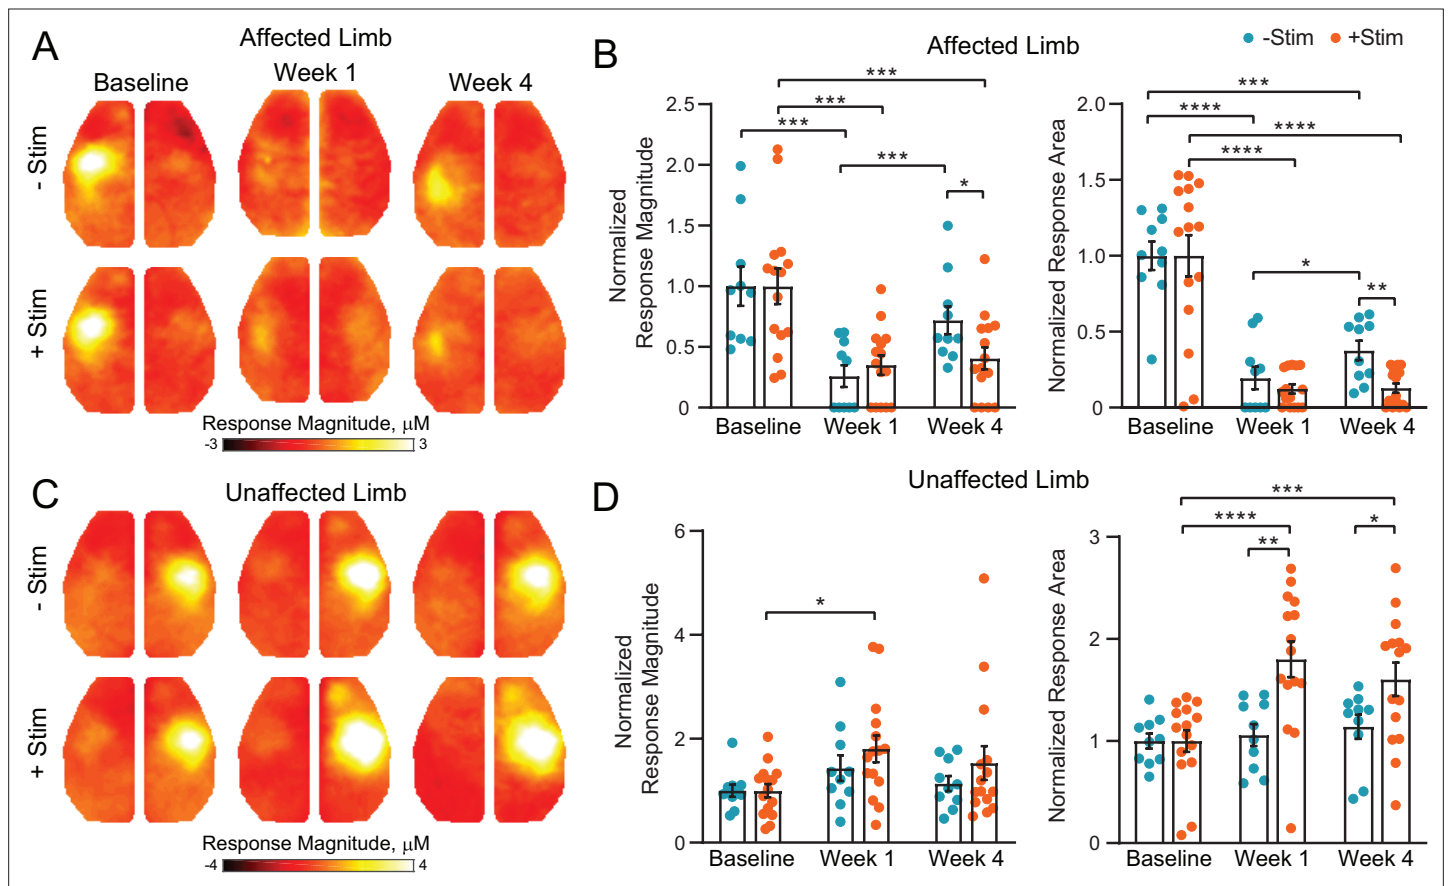 A
Affected Limb
Baseline
Week 1
Week 4
- Stim
+ Stim
Response Magnitude, μM
-3
3
B
Affected Limb
-Stim
+Stim
Normalized
Response Magnitude
2.5
2.0
1.5
1.0
0.5
0
***
***
***
***
*
Baseline
Week 1
Week 4
Normalized Response Area
2.0
1.5
1.0
0.5
0
***
****
****
****
*
**
Baseline
Week 1
Week 4
C
Unaffected Limb
- Stim
+ Stim
Response Magnitude, μM
-4
4
D
Unaffected Limb
Normalized
Response Magnitude
6
4
2
0
*
Baseline
Week 1
Week 4
Normalized Response Area
3
2
1
0
***
****
*
**
Baseline
Week 1
Week 4